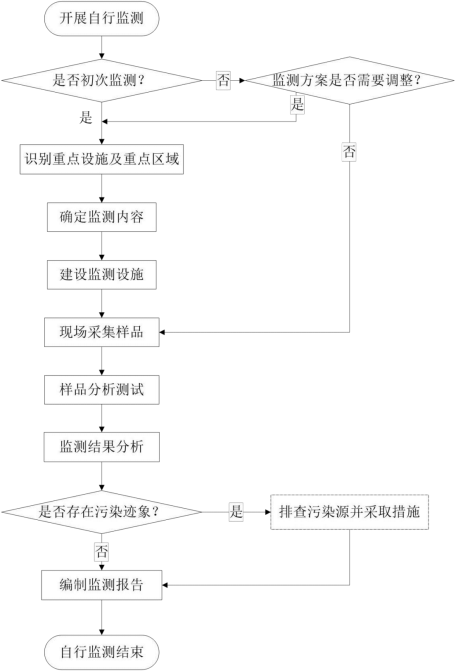 开展自行监测
是否初次监测？
否
监测方案是否需要调整？
是
是
识别重点设施及重点区域
否
确定监测内容
建设监测设施
现场采集样品
样品分析测试
监测结果分析
是否存在污染迹象？
是
排查污染源并采取措施
否
编制监测报告
自行监测结束